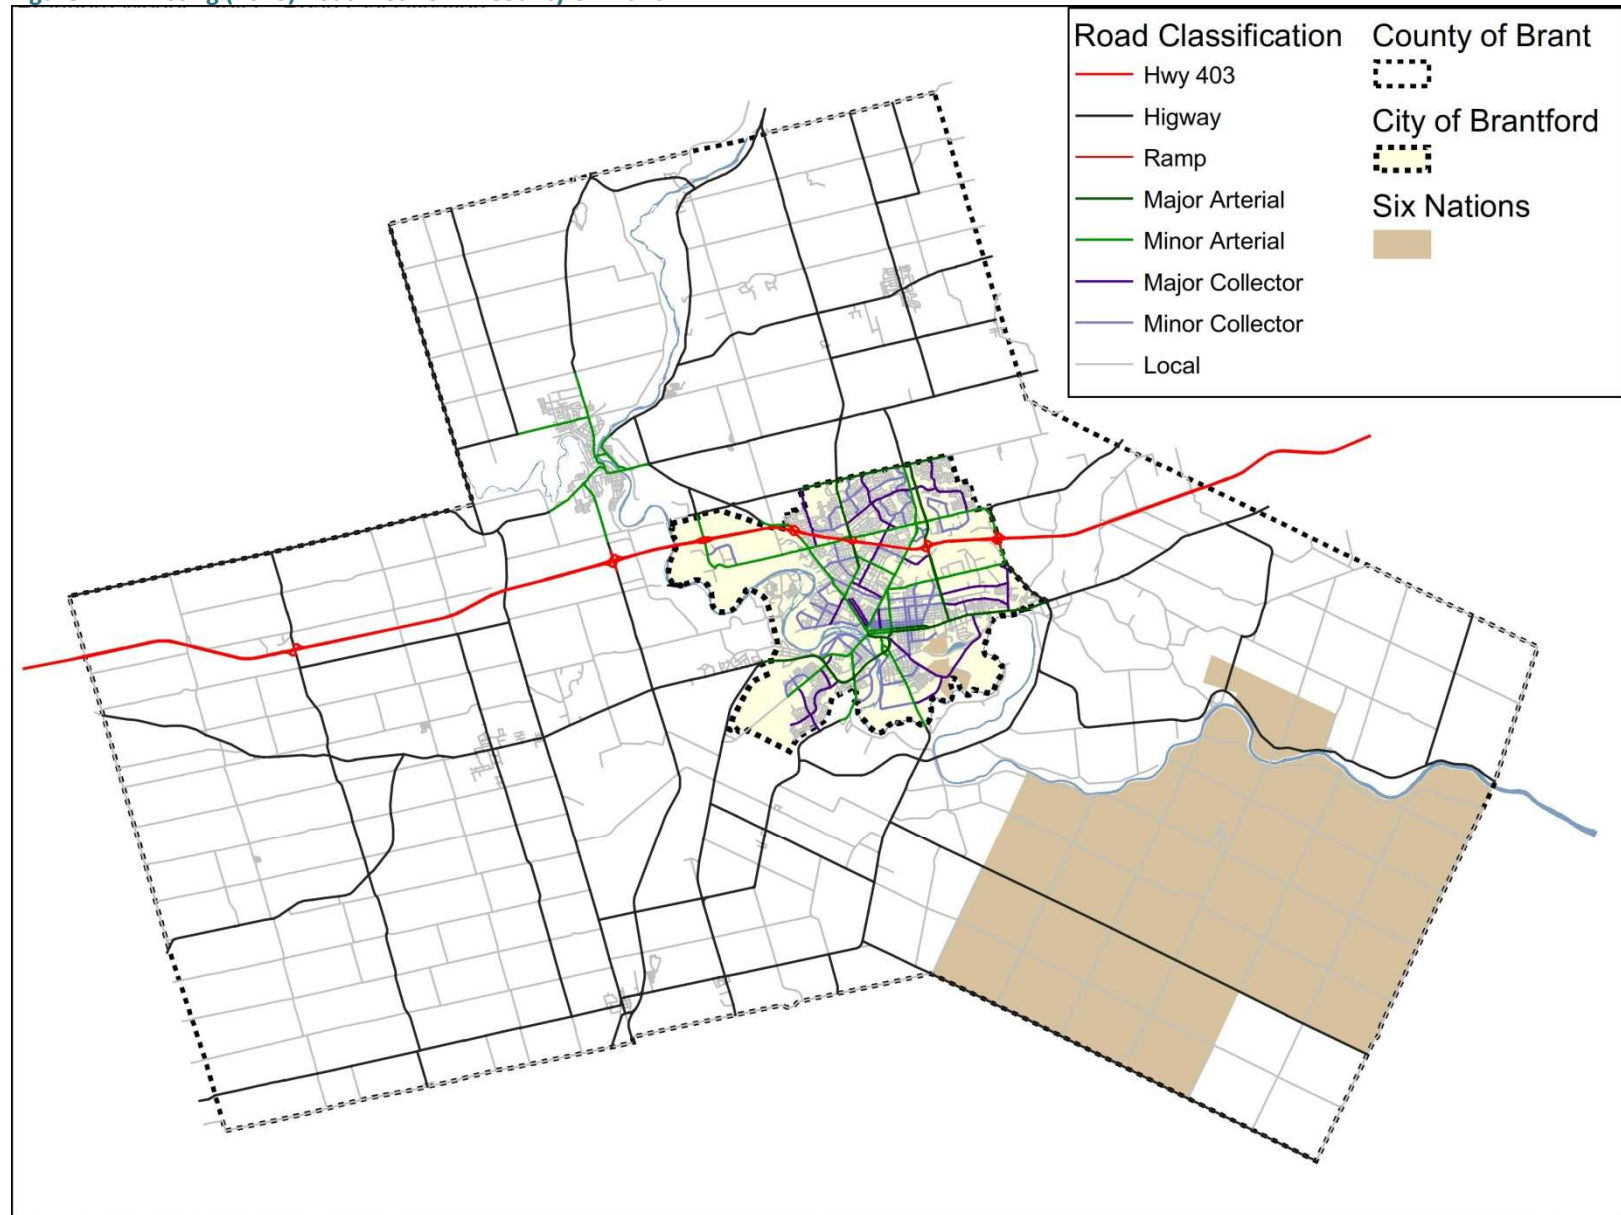 Road Classification
Hwy 403
Higway
Ramp
Major Arterial
Minor Arterial
Major Collector
Minor Collector
Local
County of Brant
City of Brantford
Six Nations